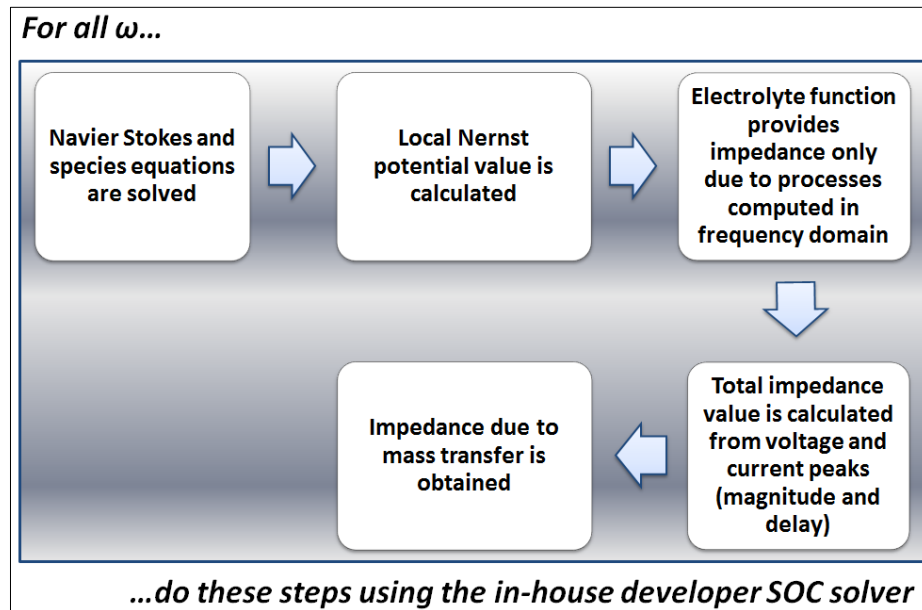 For all ω...
Navier Stokes and
species equations
are solved
Local Nernst
potential value is
calculated
Electrolyte function
provides
impedance only
due to processes
computed in
frequency domain
Total impedance
value is calculated
from voltage and
current peaks
(magnitude and
delay)
Impedance due to
mass transfer is
obtained
...do these steps using the in-house developer SOC solver